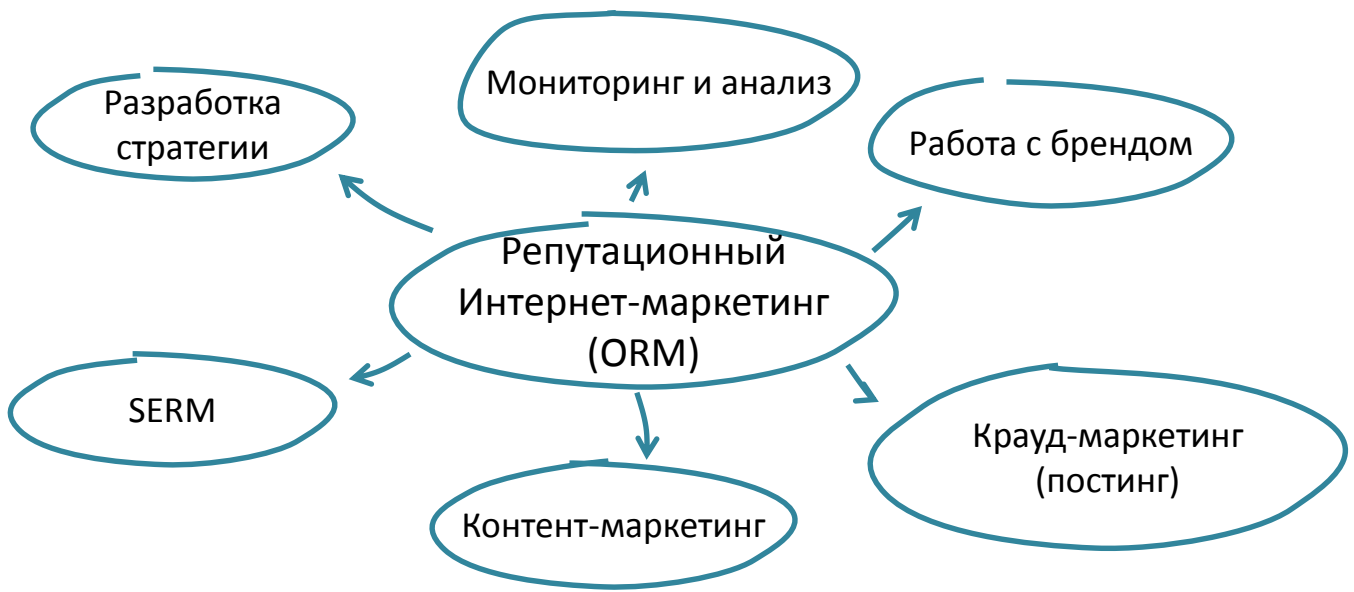 Мониторинг и анализ
Разработка
стратегии
Работа с брендом
Репутационный
Интернет-маркетинг
(ORM)
SERM
Крауд-маркетинг
(постинг)
Контент-маркетинг